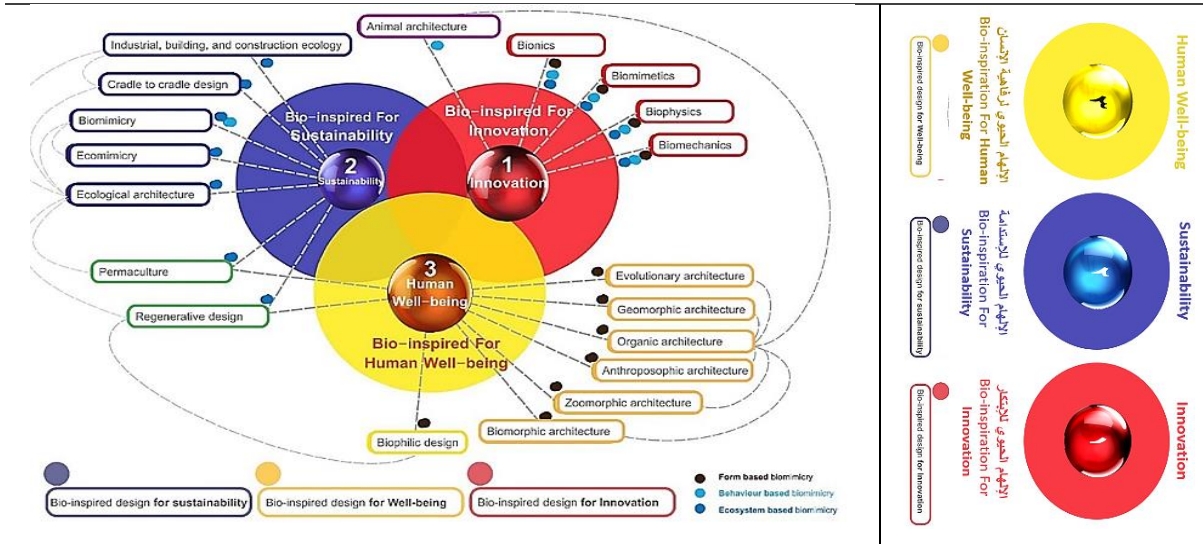 Animal architecture
Industrial, building, and construction ecology
Bionics
Cradle to cradle design
Biomimetics
Biomimicry
Biophysics
Ecomimicry
Biomechanics
Ecological architecture
Bio-inspired For
Sustainability
2
Sustainability
Bio-inspired For
Innovation
1
Innovation
Permaculture
Regenerative design
3
Human
Well-being
Bio-inspired For
Human Well-being
Evolutionary architecture
Geomorphic architecture
Organic architecture
Anthroposophic architecture
Zoomorphic architecture
Biomorphic architecture
Biophilic design
Bio-inspired design for sustainability
Bio-inspired design for Well-being
Bio-inspired design for Innovation
Form based biomimicry
Behaviour based biomimicry
Ecosystem based biomimicry
Human Well-being
٣
الإلهام الحيوي لرفاهية الإنسان
Bio-inspiration For Human
Well-being
Bio-inspired design for Well-being
Sustainability
٢
الإلهام الحيوي للإستدامة
Bio-inspiration For
Sustainability
Bio-inspired design for sustainability
Innovation
١
الإلهام الحيوي للإبتكار
Bio-inspiration For
Innovation
Bio-inspired design for Innovation